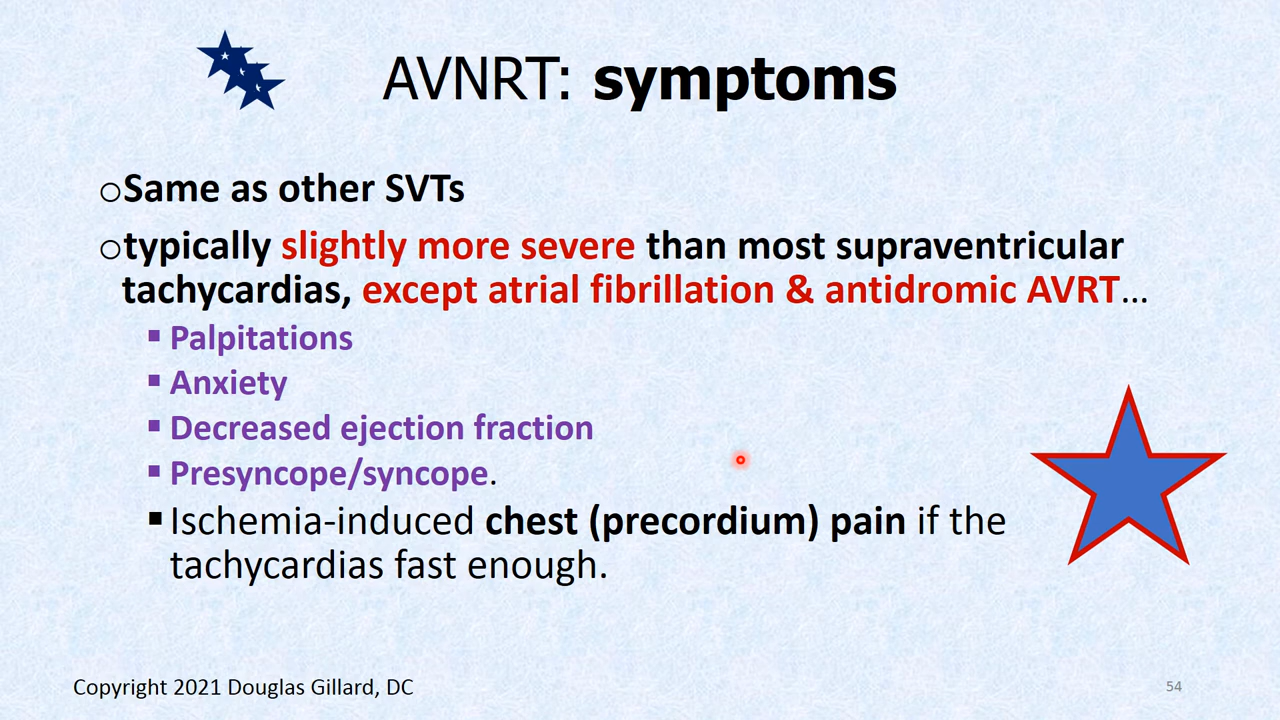 AVNRT: symptoms
oSame as other SVTs
otypically slightly more severe than most supraventricular
tachycardias, except atrial fibrillation & antidromic AVRT…
▪ Palpitations
▪ Anxiety
▪ Decreased ejection fraction
▪ Presyncope/syncope.
▪ Ischemia-induced chest (precordium) pain if the
tachycardias fast enough.
Copyright 2021 Douglas Gillard, DC
54